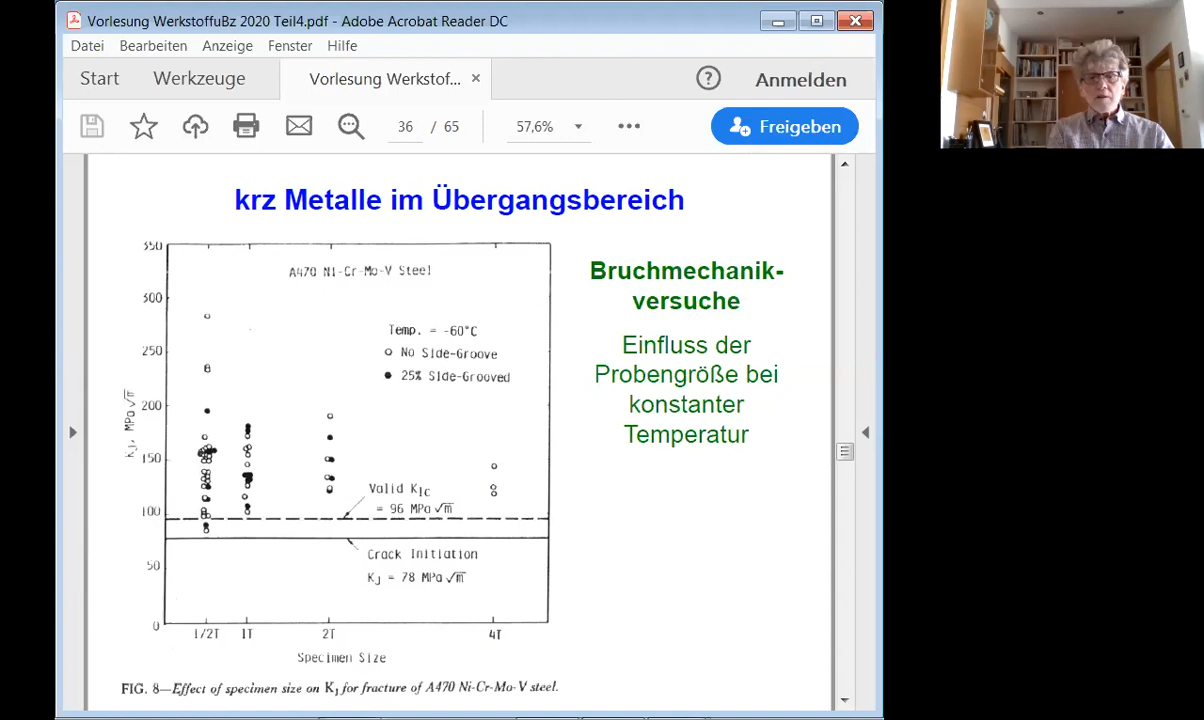 Vorlesung WerkstoffuBz 2020 Teil4.pdf - Adobe Acrobat Reader DC
Datei Bearbeiten Anzeige Fenster Hilfe
Start Werkzeuge Vorlesung Werkstof... × ? Anmelden
36 / 65 57,6% Freigeben
krz Metalle im Übergangsbereich
Bruchmechanik-
versuche
Einfluss der
Probengröße bei
konstanter
Temperatur
350
300
250
200
150
100
50
0
KJ, MPa√m
A470 Ni-Cr-Mo-V Steel
Temp. = -60°C
No Side-Groove
25% Side-Grooved
Valid KIc
= 96 MPa √m
Crack Initiation
KJ = 78 MPa √m
1/2T 1T 2T 4T
Specimen Size
FIG. 8—Effect of specimen size on KJ for fracture of A470 Ni-Cr-Mo-V steel.